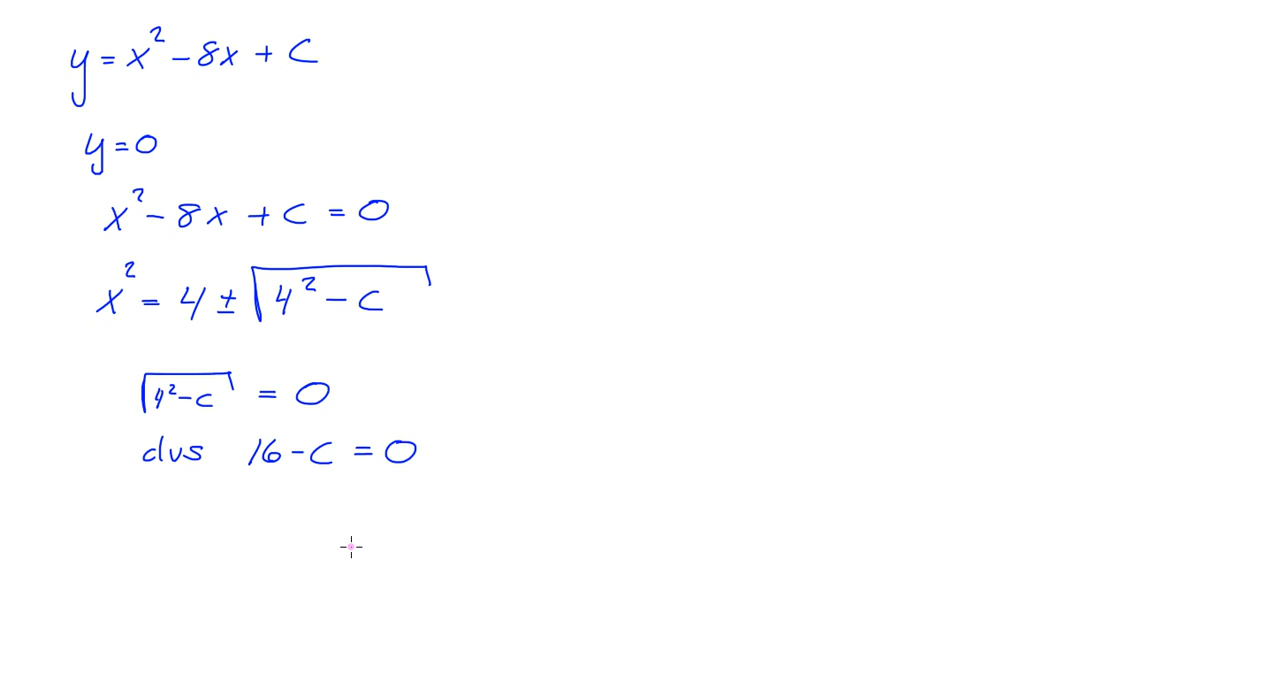 y = x² - 8x + C
y = 0
x² - 8x + C = 0
x² = 4 ± √(4² - C)
√(4² - C) = 0
dvs 16 - C = 0